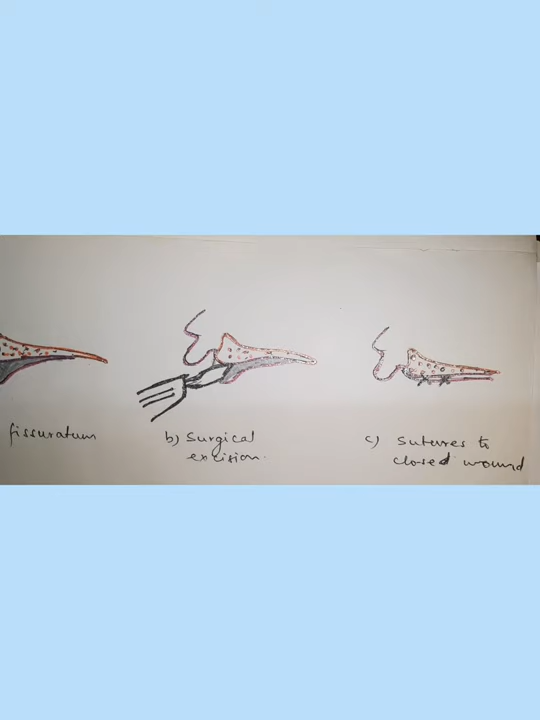 fissuratum
b) Surgical
excision.
c) Sutures to
closed wound